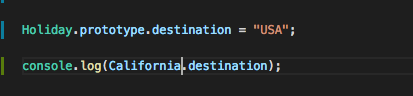 Holiday.prototype.destination = "USA";
console.log(California.destination);